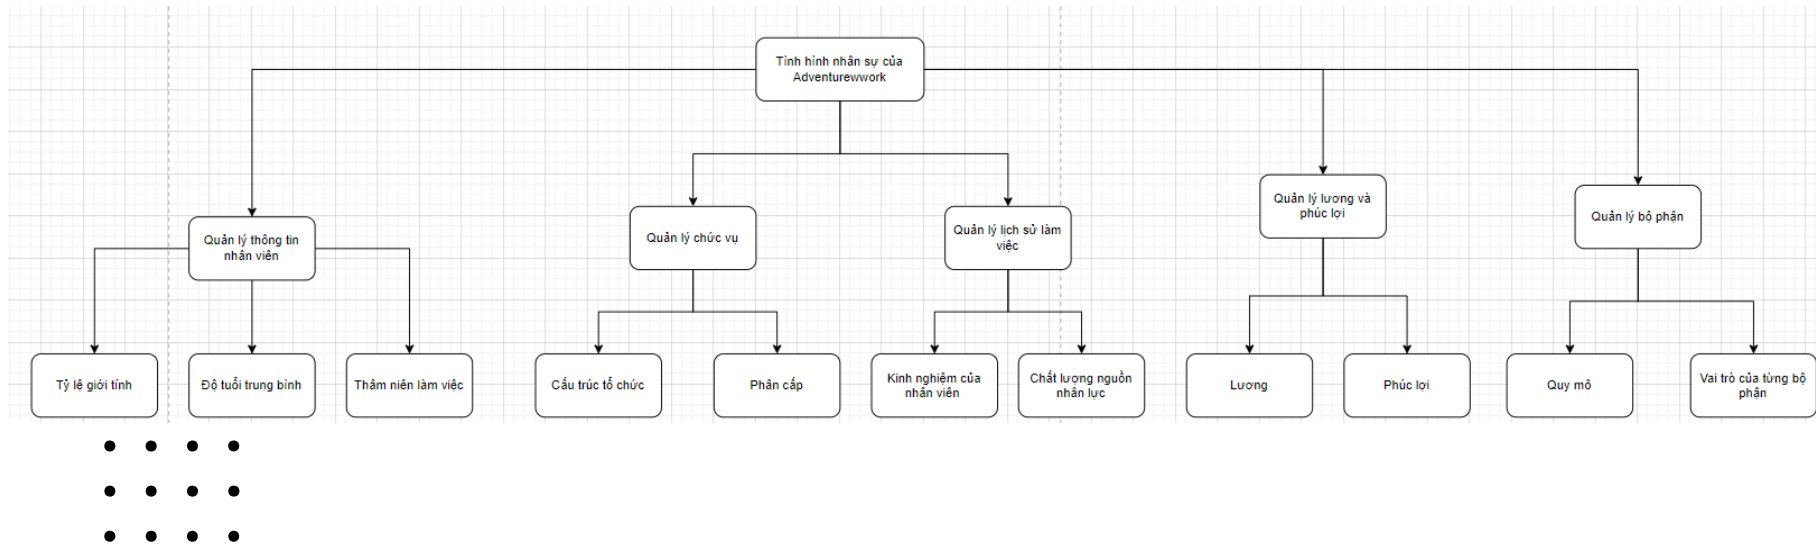 Tình hình nhân sự của
Adventurewwork
Quản lý thông tin
nhân viên
Quản lý chức vụ
Quản lý lịch sử làm
việc
Quản lý lương và
phúc lợi
Quản lý bộ phận
Tỷ lệ giới tính
Độ tuổi trung bình
Thâm niên làm việc
Cấu trúc tổ chức
Phân cấp
Kinh nghiệm của
nhân viên
Chất lượng nguồn
nhân lực
Lương
Phúc lợi
Quy mô
Vai trò của từng bộ
phận